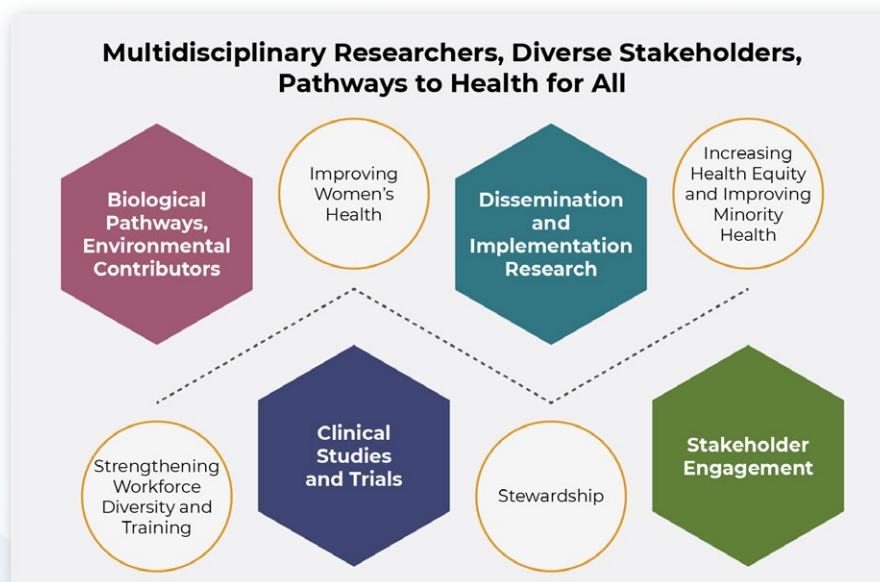 Multidisciplinary Researchers, Diverse Stakeholders,
Pathways to Health for All
Biological
Pathways,
Environmental
Contributors
Improving
Women's
Health
Dissemination
and
Implementation
Research
Increasing
Health Equity
and Improving
Minority
Health
Strengthening
Workforce
Diversity and
Training
Clinical
Studies
and Trials
Stewardship
Stakeholder
Engagement